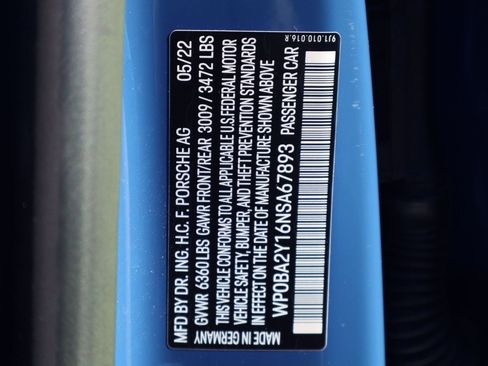 MFD BY DR. ING. H.C. F. PORSCHE AG 05/22
GVWR 6360 LBS GAWR FRONT/REAR 3009 / 3472 LBS
THIS VEHICLE CONFORMS TO ALL APPLICABLE U.S.FEDERAL MOTOR
VEHICLE SAFETY, BUMPER, AND THEFT PREVENTION STANDARDS
IN EFFECT ON THE DATE OF MANUFACTURE SHOWN ABOVE
WP0BA2Y16NSA67893 PASSENGER CAR
MADE IN GERMANY
9J1.010.016.R